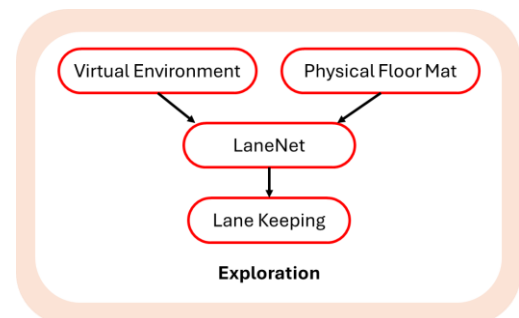 Virtual Environment
Physical Floor Mat
LaneNet
Lane Keeping
Exploration